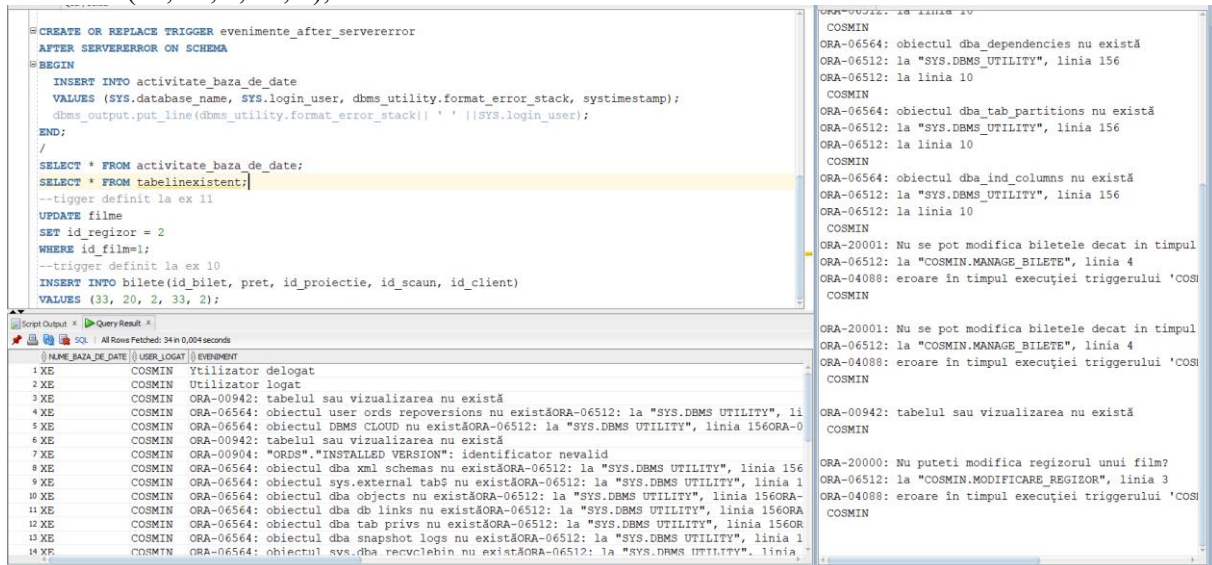 CREATE OR REPLACE TRIGGER evenimente_after_servererror
AFTER SERVERERROR ON SCHEMA
BEGIN
INSERT INTO activitate_baza_de_date
VALUES (SYS.database_name, SYS.login_user, dbms_utility.format_error_stack, systimestamp);
dbms_output.put_line(dbms_utility.format_error_stack|| ' ' ||SYS.login_user);
END;
/
SELECT * FROM activitate_baza_de_date;
SELECT * FROM tabelinexistent;
--tigger definit la ex 11
UPDATE filme
SET id_regizor = 2
WHERE id_film=1;
--trigger definit la ex 10
INSERT INTO bilete(id_bilet, pret, id_proiectie, id_scaun, id_client)
VALUES (33, 20, 2, 33, 2);
Script Output × Query Result ×
SQL | All Rows Fetched: 34 in 0,004 seconds
NUME_BAZA_DE_DATE USER_LOGAT EVENIMENT
1 XE COSMIN Ytilizator delogat
2 XE COSMIN Utilizator logat
3 XE COSMIN ORA-00942: tabelul sau vizualizarea nu există
4 XE COSMIN ORA-06564: obiectul user ords repoversions nu existăORA-06512: la "SYS.DBMS UTILITY", li
5 XE COSMIN ORA-06564: obiectul DBMS CLOUD nu existăORA-06512: la "SYS.DBMS UTILITY", linia 156ORA-0
6 XE COSMIN ORA-00942: tabelul sau vizualizarea nu există
7 XE COSMIN ORA-00904: "ORDS"."INSTALLED VERSION": identificator nevalid
8 XE COSMIN ORA-06564: obiectul dba xml schemas nu existăORA-06512: la "SYS.DBMS UTILITY", linia 156
9 XE COSMIN ORA-06564: obiectul sys.external tab$ nu existăORA-06512: la "SYS.DBMS UTILITY", linia 1
10 XE COSMIN ORA-06564: obiectul dba objects nu existăORA-06512: la "SYS.DBMS UTILITY", linia 156ORA-
11 XE COSMIN ORA-06564: obiectul dba db links nu existăORA-06512: la "SYS.DBMS UTILITY", linia 156ORA
12 XE COSMIN ORA-06564: obiectul dba tab privs nu existăORA-06512: la "SYS.DBMS UTILITY", linia 156OR
13 XE COSMIN ORA-06564: obiectul dba snapshot logs nu existăORA-06512: la "SYS.DBMS UTILITY", linia 1
14 XE COSMIN ORA-06564: obiectul sys.dba recyclebin nu existăORA-06512: la "SYS.DBMS UTILITY", linia
ORA-06512: la linia 10
COSMIN
ORA-06564: obiectul dba_dependencies nu există
ORA-06512: la "SYS.DBMS_UTILITY", linia 156
ORA-06512: la linia 10
COSMIN
ORA-06564: obiectul dba_tab_partitions nu există
ORA-06512: la "SYS.DBMS_UTILITY", linia 156
ORA-06512: la linia 10
COSMIN
ORA-06564: obiectul dba_ind_columns nu există
ORA-06512: la "SYS.DBMS_UTILITY", linia 156
ORA-06512: la linia 10
COSMIN
ORA-20001: Nu se pot modifica biletele decat in timpul
ORA-06512: la "COSMIN.MANAGE_BILETE", linia 4
ORA-04088: eroare în timpul execuţiei triggerului 'COS
COSMIN
ORA-20001: Nu se pot modifica biletele decat in timpul
ORA-06512: la "COSMIN.MANAGE_BILETE", linia 4
ORA-04088: eroare în timpul execuţiei triggerului 'COS
COSMIN
ORA-00942: tabelul sau vizualizarea nu există
COSMIN
ORA-20000: Nu puteti modifica regizorul unui film?
ORA-06512: la "COSMIN.MODIFICARE_REGIZOR", linia 3
ORA-04088: eroare în timpul execuţiei triggerului 'COS
COSMIN